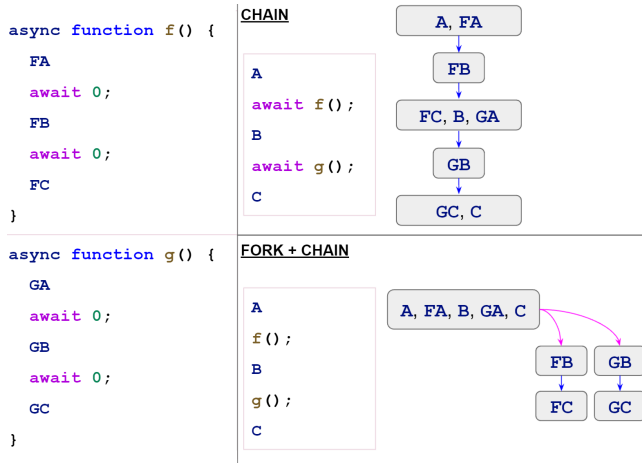 async function f() {
FA
await 0;
FB
await 0;
FC
}
CHAIN
A
await f();
B
await g();
C
A, FA
FB
FC, B, GA
GB
GC, C
async function g() {
GA
await 0;
GB
await 0;
GC
}
FORK + CHAIN
A
f();
B
g();
C
A, FA, B, GA, C
FB GB
FC GC